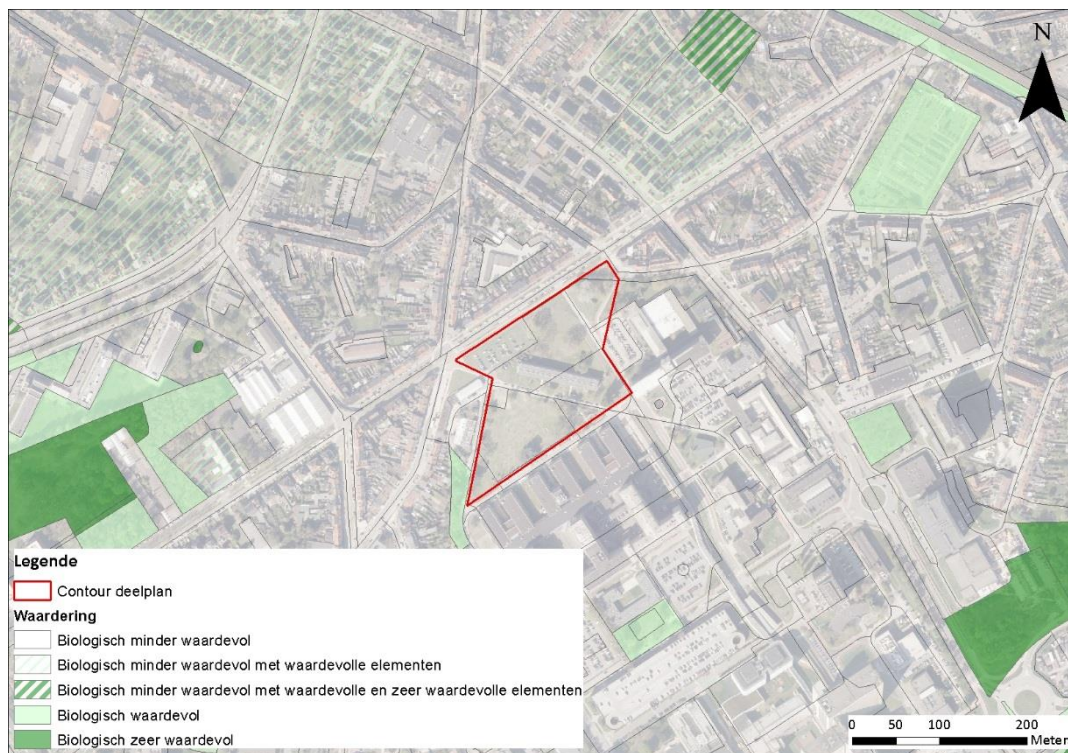 N
Legende
Contour deelplan
Waardering
Biologisch minder waardevol
Biologisch minder waardevol met waardevolle elementen
Biologisch minder waardevol met waardevolle en zeer waardevolle elementen
Biologisch waardevol
Biologisch zeer waardevol
0 50 100 200
Meter